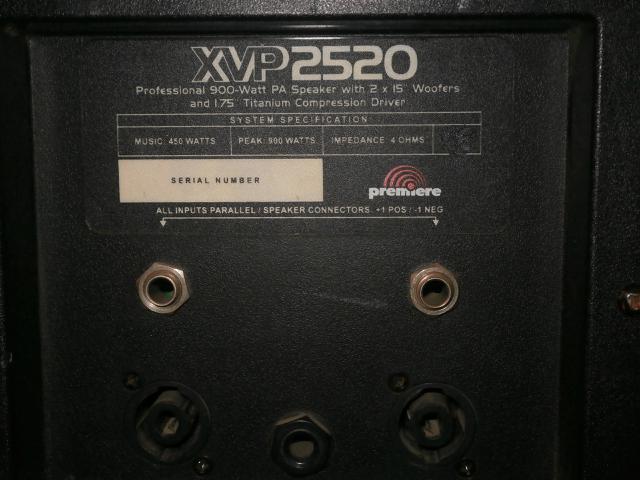 XVP2520
Professional 900-Watt PA Speaker with 2 x 15" Woofers
and 1.75" Titanium Compression Driver
SYSTEM SPECIFICATION
MUSIC: 450 WATTS PEAK: 900 WATTS IMPEDANCE: 4 OHMS
SERIAL NUMBER
premiere
ALL INPUTS PARALLEL / SPEAKER CONNECTORS: +1 POS / -1 NEG